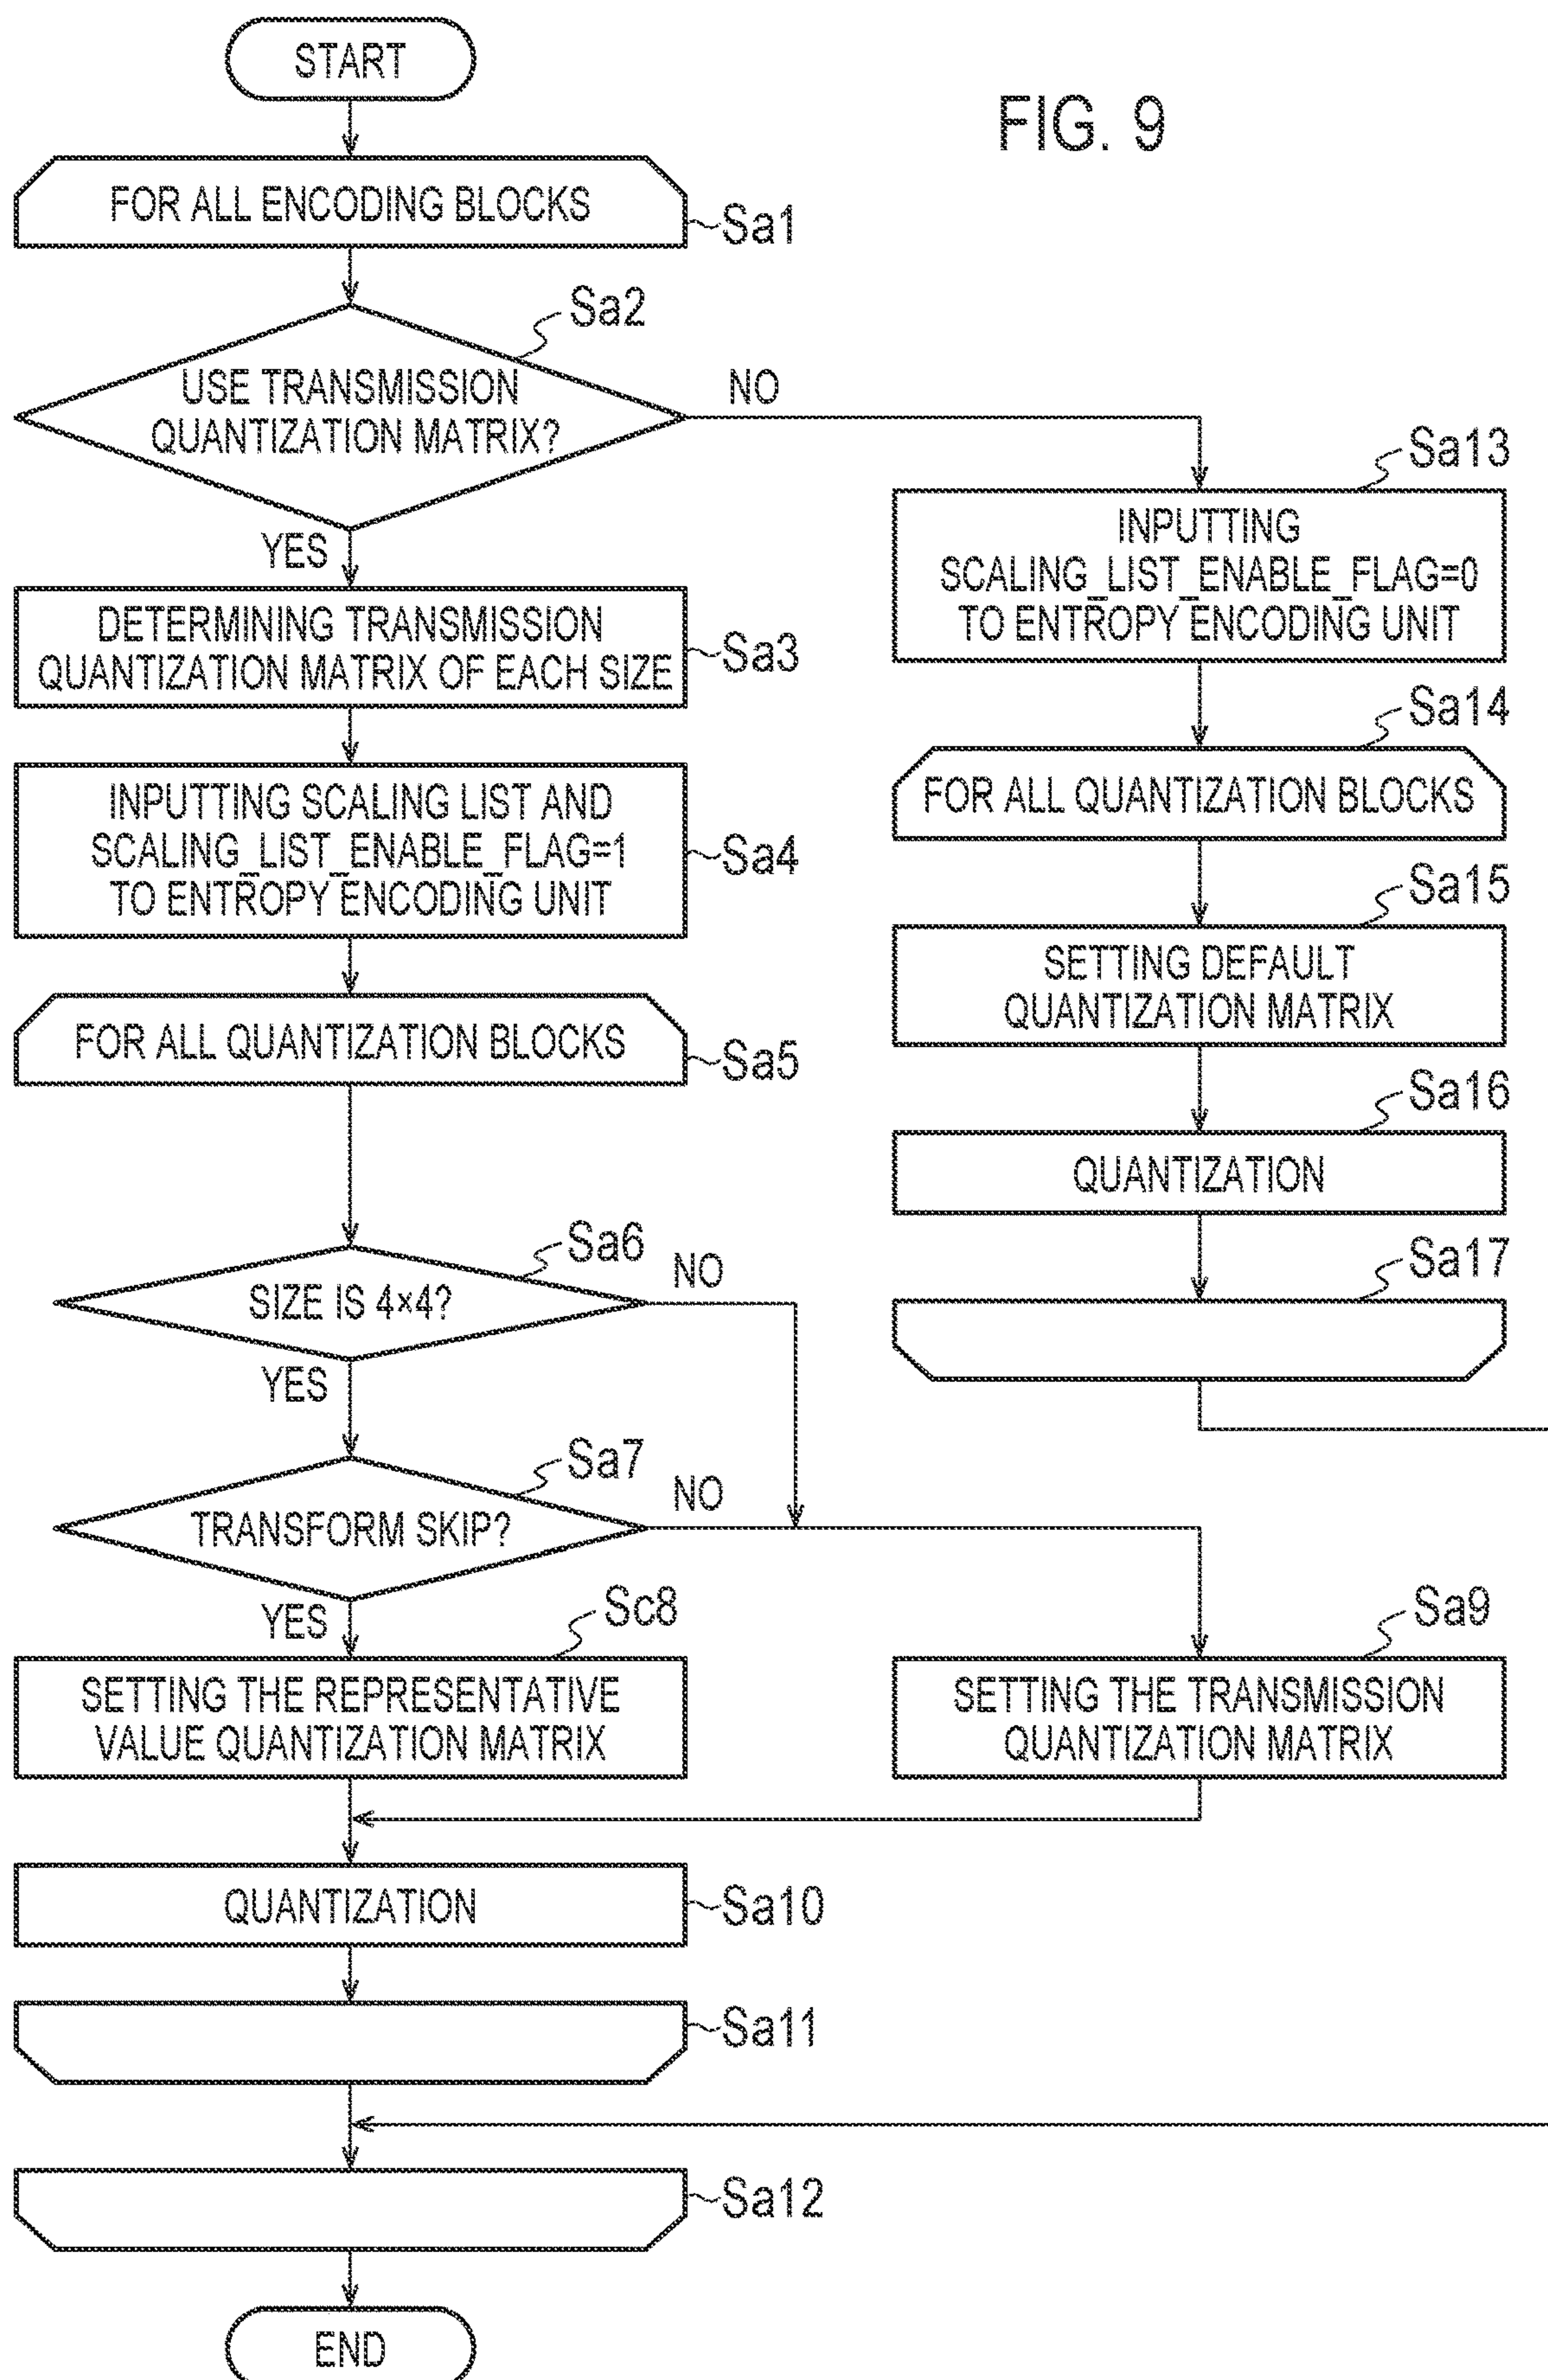 START
FIG. 9
FOR ALL ENCODING BLOCKS
Sa1
Sa2
USE TRANSMISSION
QUANTIZATION MATRIX?
NO
YES
Sa13
INPUTTING
SCALING_LIST_ENABLE_FLAG=0
TO ENTROPY ENCODING UNIT
DETERMINING TRANSMISSION
QUANTIZATION MATRIX OF EACH SIZE
Sa3
Sa14
FOR ALL QUANTIZATION BLOCKS
INPUTTING SCALING LIST AND
SCALING_LIST_ENABLE_FLAG=1
TO ENTROPY ENCODING UNIT
Sa4
Sa15
SETTING DEFAULT
QUANTIZATION MATRIX
FOR ALL QUANTIZATION BLOCKS
Sa5
Sa16
QUANTIZATION
Sa6
SIZE IS 4×4?
NO
YES
Sa17
Sa7
TRANSFORM SKIP?
NO
YES
Sc8
SETTING THE REPRESENTATIVE
VALUE QUANTIZATION MATRIX
Sa9
SETTING THE TRANSMISSION
QUANTIZATION MATRIX
QUANTIZATION
Sa10
Sa11
Sa12
END